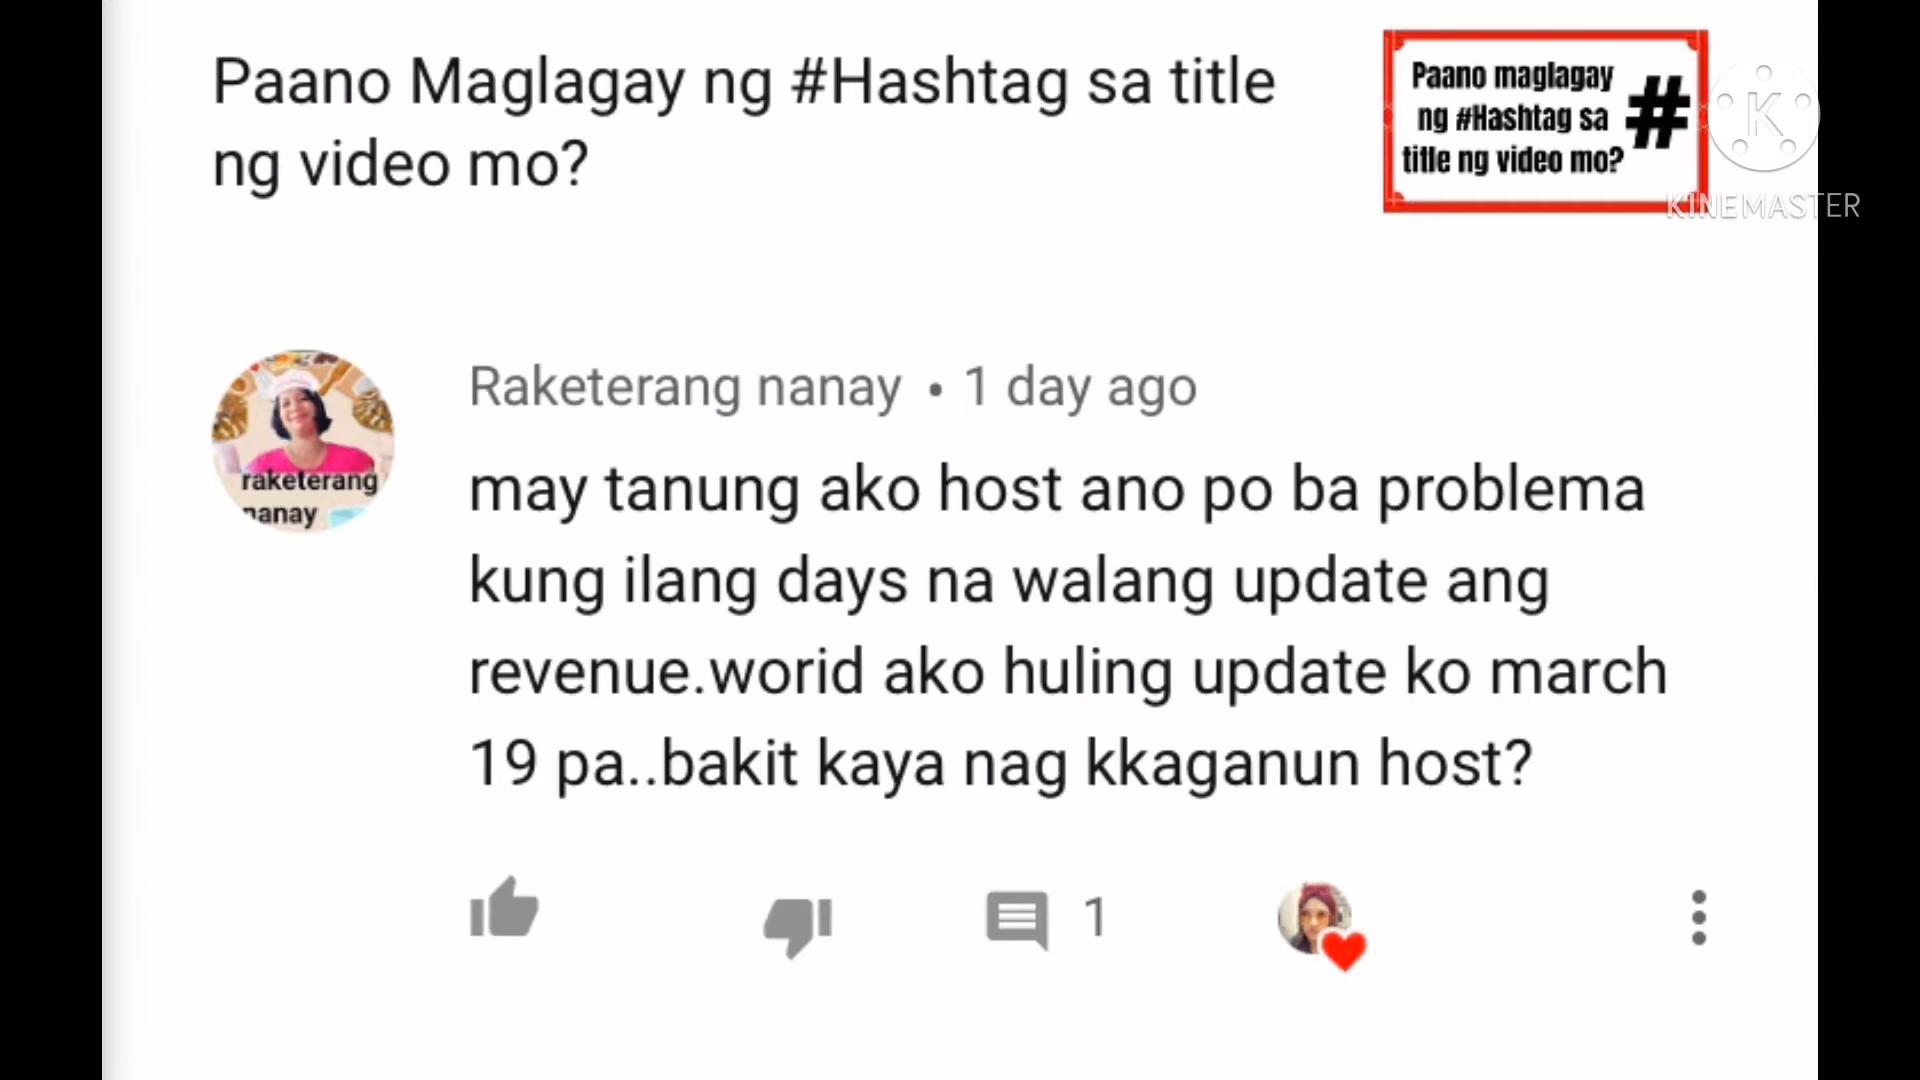 Paano Maglagay ng #Hashtag sa title
ng video mo?
Paano maglagay
ng #Hashtag sa
title ng video mo?
#
K
KINEMASTER
Raketerang nanay • 1 day ago
raketerang
nanay
may tanung ako host ano po ba problema
kung ilang days na walang update ang
revenue.worid ako huling update ko march
19 pa..bakit kaya nag kkaganun host?
1